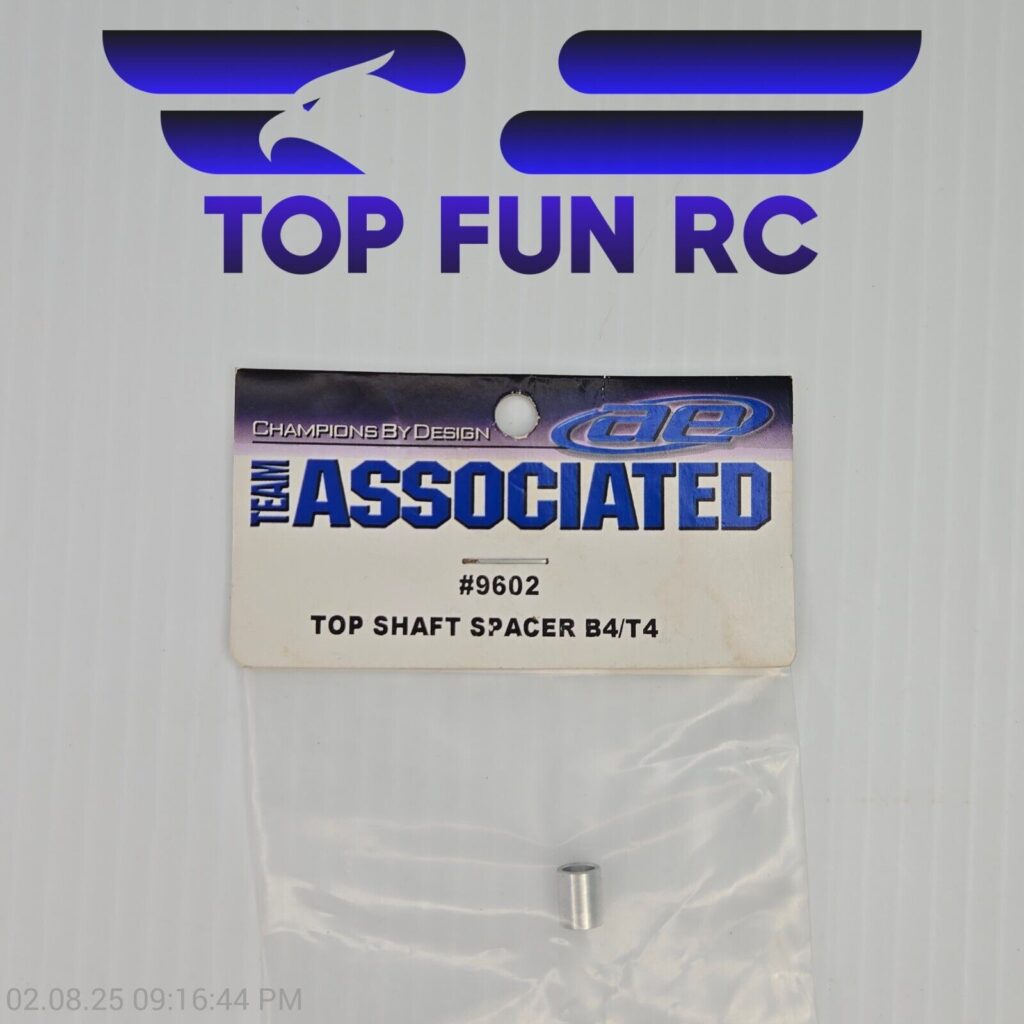 TOP FUN RC
CHAMPIONS BY DESIGN
ae
TEAM ASSOCIATED
#9602
TOP SHAFT SPACER B4/T4
02.08.25 09:16:44 PM